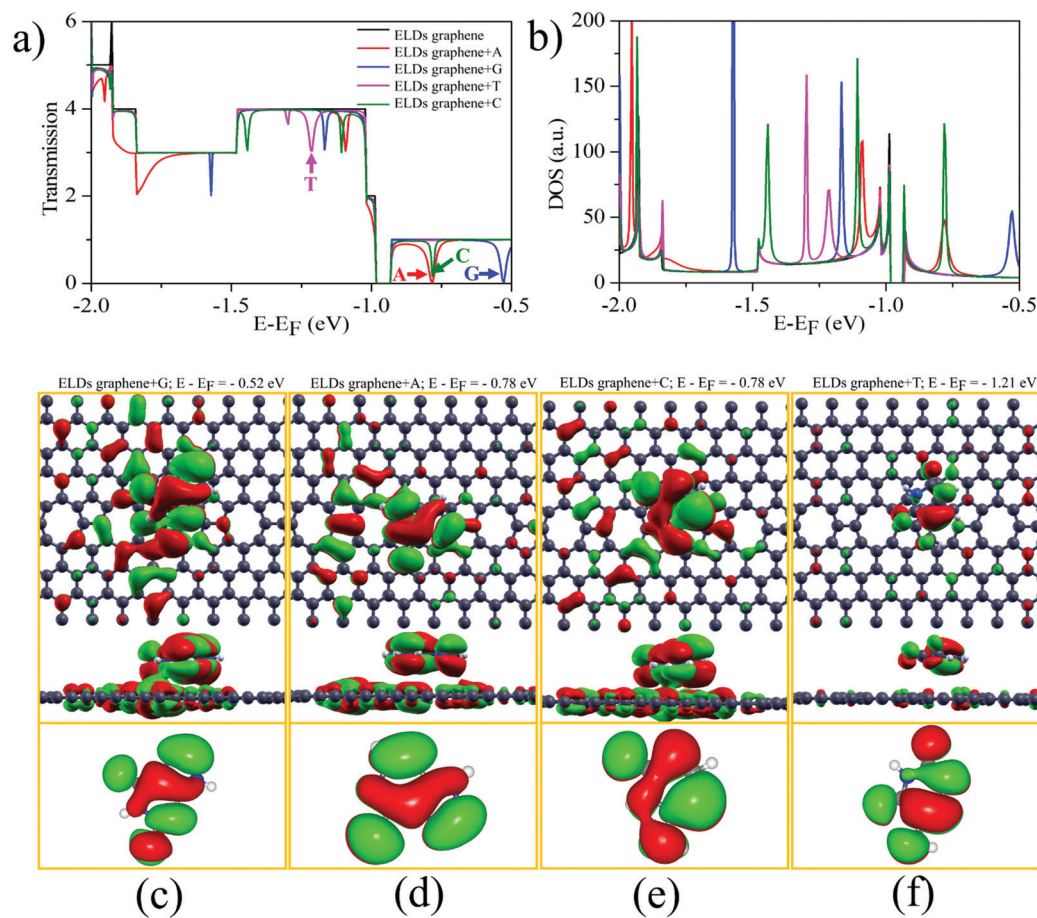 a)
Transmission
6
4
2
0
ELDs graphene
ELDs graphene+A
ELDs graphene+G
ELDs graphene+T
ELDs graphene+C
T
A
C
G
-2.0 -1.5 -1.0 -0.5
E-EF (eV)
b)
DOS (a.u.)
200
150
100
50
0
-2.0 -1.5 -1.0 -0.5
E-EF (eV)
ELDs graphene+G; E - EF = - 0.52 eV
ELDs graphene+A; E - EF = - 0.78 eV
ELDs graphene+C; E - EF = - 0.78 eV
ELDs graphene+T; E - EF = - 1.21 eV
(c)
(d)
(e)
(f)